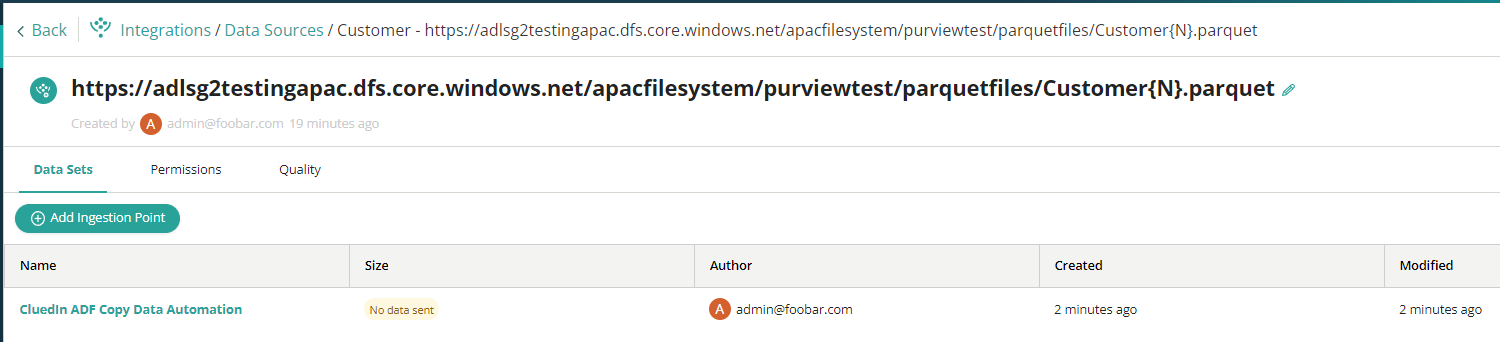 Back Integrations / Data Sources / Customer - https://adlsg2testingapac.dfs.core.windows.net/apacfilesystem/purviewtest/parquetfiles/Customer{N}.parquet
https://adlsg2testingapac.dfs.core.windows.net/apacfilesystem/purviewtest/parquetfiles/Customer{N}.parquet
Created by A admin@foobar.com 19 minutes ago
Data Sets Permissions Quality
Add Ingestion Point
Name Size Author Created Modified
CluedIn ADF Copy Data Automation No data sent A admin@foobar.com 2 minutes ago 2 minutes ago